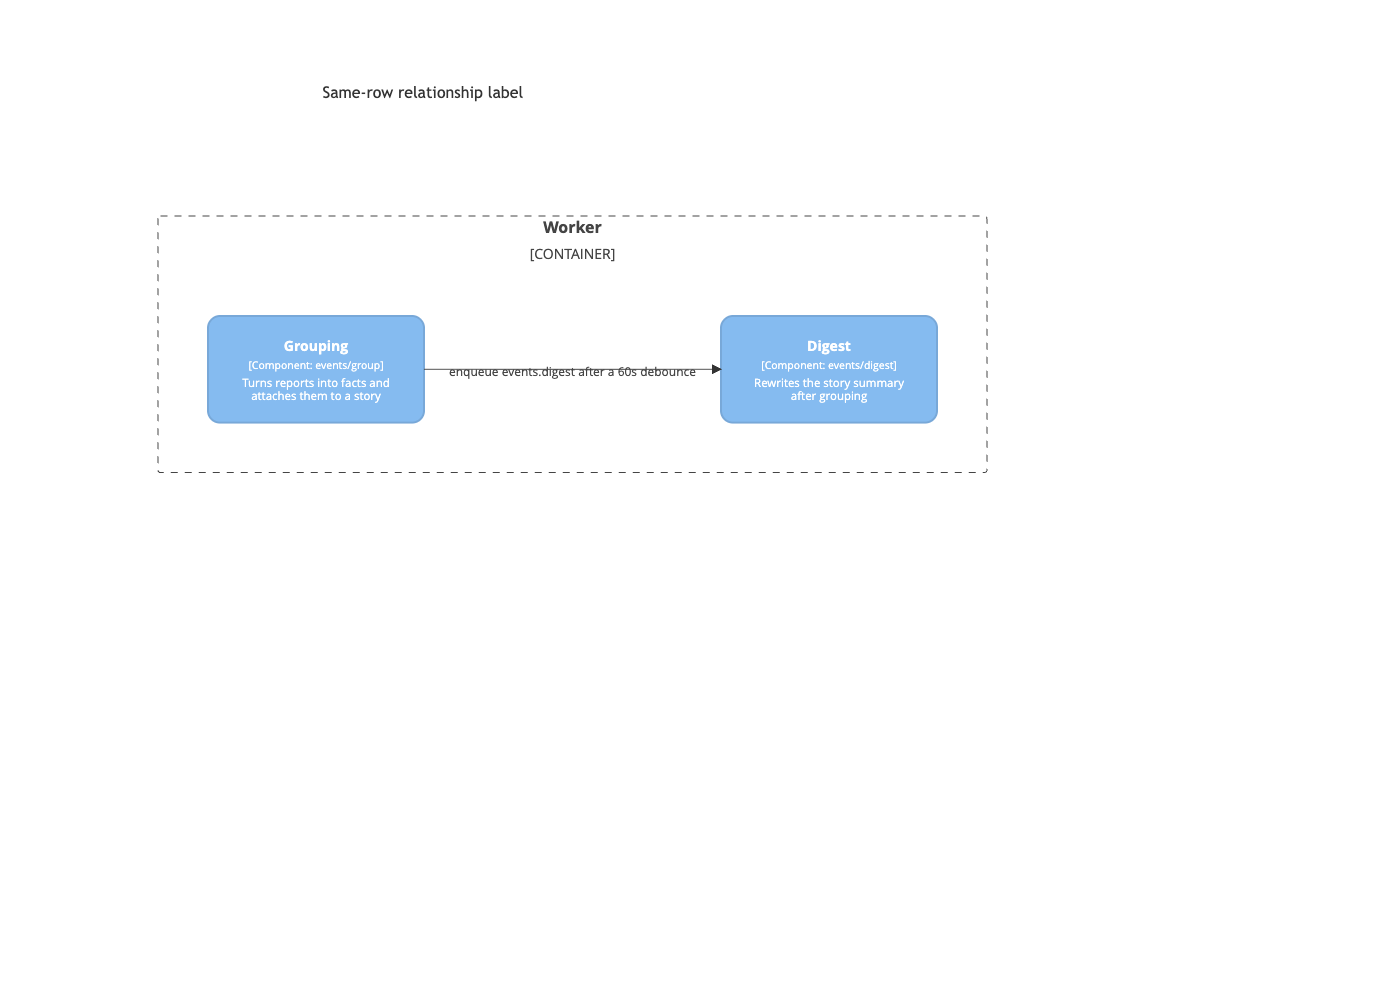 Same-row relationship label
Worker
[CONTAINER]
Grouping
[Component: events/group]
Turns reports into facts and
attaches them to a story
enqueue events.digest after a 60s debounce
Digest
[Component: events/digest]
Rewrites the story summary
after grouping